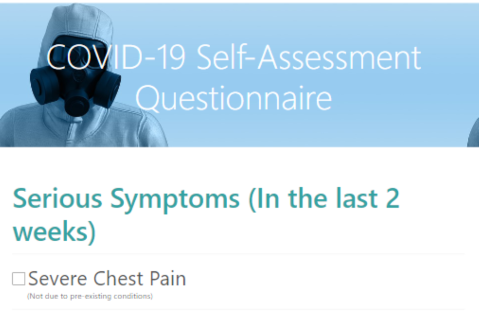 COVID-19 Self-Assessment
Questionnaire
Serious Symptoms (In the last 2
weeks)
Severe Chest Pain
(Not due to pre-existing conditions)